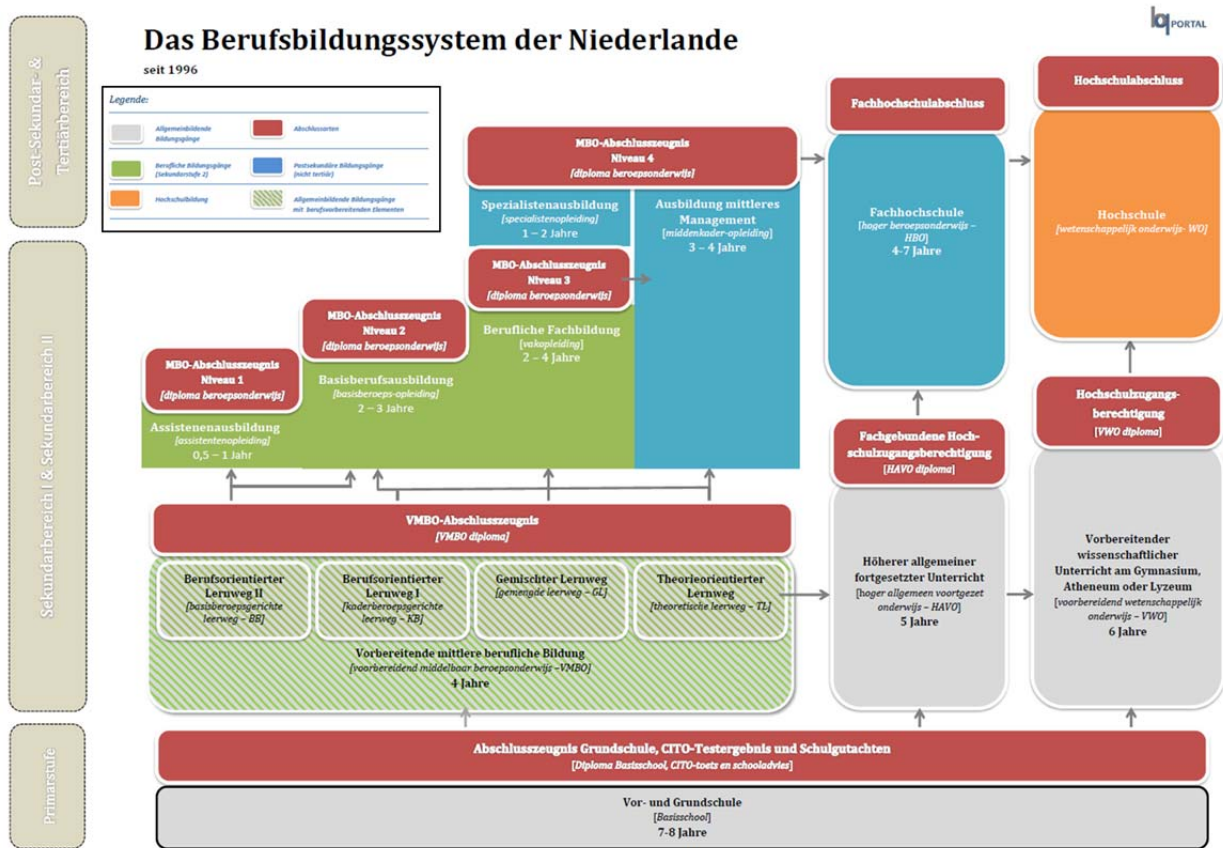 Das Berufsbildungssystem der Niederlande
seit 1996
bq PORTAL
Post-Sekundar- &
Tertiärbereich
Sekundarbereich I & Sekundarbereich II
Primarstufe
Legende:
Allgemeinbildende
Bildungsgänge
Abschlussarten
Berufliche Bildungsgänge
(Sekundarstufe 2)
Postsekundäre Bildungsgänge
(nicht tertiär)
Hochschulbildung
Allgemeinbildende Bildungsgänge
mit berufsvorbereitenden Elementen
MBO-Abschlusszeugnis
Niveau 4
[diploma beroepsonderwijs]
Fachhochschulabschluss
Hochschulabschluss
Spezialistenausbildung
[specialistenopleiding]
1 – 2 Jahre
Ausbildung mittleres
Management
[middenkader-opleiding]
3 – 4 Jahre
Fachhochschule
[hoger beroepsonderwijs –
HBO]
4-7 Jahre
Hochschule
[wetenschappelijk onderwijs- WO]
MBO-Abschlusszeugnis
Niveau 3
[diploma beroepsonderwijs]
MBO-Abschlusszeugnis
Niveau 2
[diploma beroepsonderwijs]
MBO-Abschlusszeugnis
Niveau 1
[diploma beroepsonderwijs]
Berufliche Fachbildung
[vakopleiding]
2 – 4 Jahre
Basisberufsausbildung
[basisberoeps-opleiding]
2 – 3 Jahre
Assistenenausbildung
[assistentenopleiding]
0,5 – 1 Jahr
Fachgebundene Hoch-
schulzugangsberechtigung
[HAVO diploma]
Hochschulzugangs-
berechtigung
[VWO diploma]
VMBO-Abschlusszeugnis
[VMBO diploma]
Berufsorientierter
Lernweg II
[basisberoepsgerichte
leerweg – BB]
Berufsorientierter
Lernweg I
[kaderberoepsgerichte
leerweg – KB]
Gemischter Lernweg
[gemengde leerweg – GL]
Theorieorientierter
Lernweg
[theoretische leerweg – TL]
Vorbereitende mittlere berufliche Bildung
[voorbereidend middelbaar beroepsonderwijs –VMBO]
4 Jahre
Höherer allgemeiner
fortgesetzter Unterricht
[hoger allgemeen voortgezet
onderwijs – HAVO]
5 Jahre
Vorbereitender
wissenschaftlicher
Unterricht am Gymnasium,
Atheneum oder Lyzeum
[voorbereidend wetenschappelijk
onderwijs – VWO]
6 Jahre
Abschlusszeugnis Grundschule, CITO-Testergebnis und Schulgutachten
[Diploma Basisschool, CITO-toets en schooladvies]
Vor- und Grundschule
[Basisschool]
7-8 Jahre